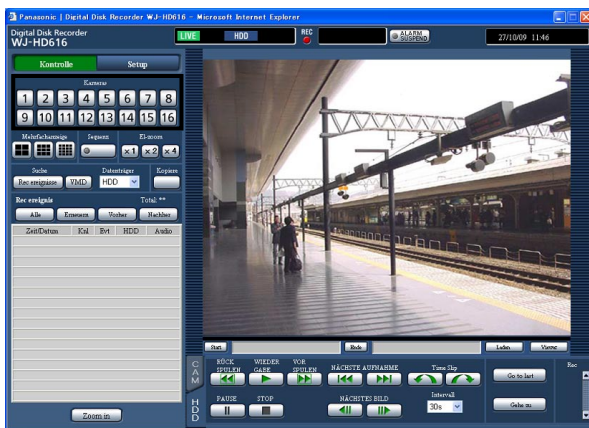 Panasonic | Digital Disk Recorder WJ-HD616 - Microsoft Internet Explorer
Digital Disk Recorder
WJ-HD616
LIVE HDD
REC
ALARM
SUSPEND
27/10/09 11:46
Kontrolle Setup
Kameras
1 2 3 4 5 6 7 8
9 10 11 12 13 14 15 16
Mehrfachanzeige Sequenz El-zoom
x1 x2 x4
Suche Datenträger Kopiere
Rec ereignisse VMD HDD
Rec ereignis Total: **
Alle Erneuern Vorher Nachher
Zeit/Datum Knl Evt HDD Audio
Zoom in
Start Ende Laden Viewer
CAM
HDD
RÜCK
SPULEN
WIEDER
GABE
VOR
SPULEN
NÄCHSTE AUFNAHME
Time Skip
Go to last
Rec
PAUSE STOP NÄCHSTES BILD
Intervall
30s
Gehe zu